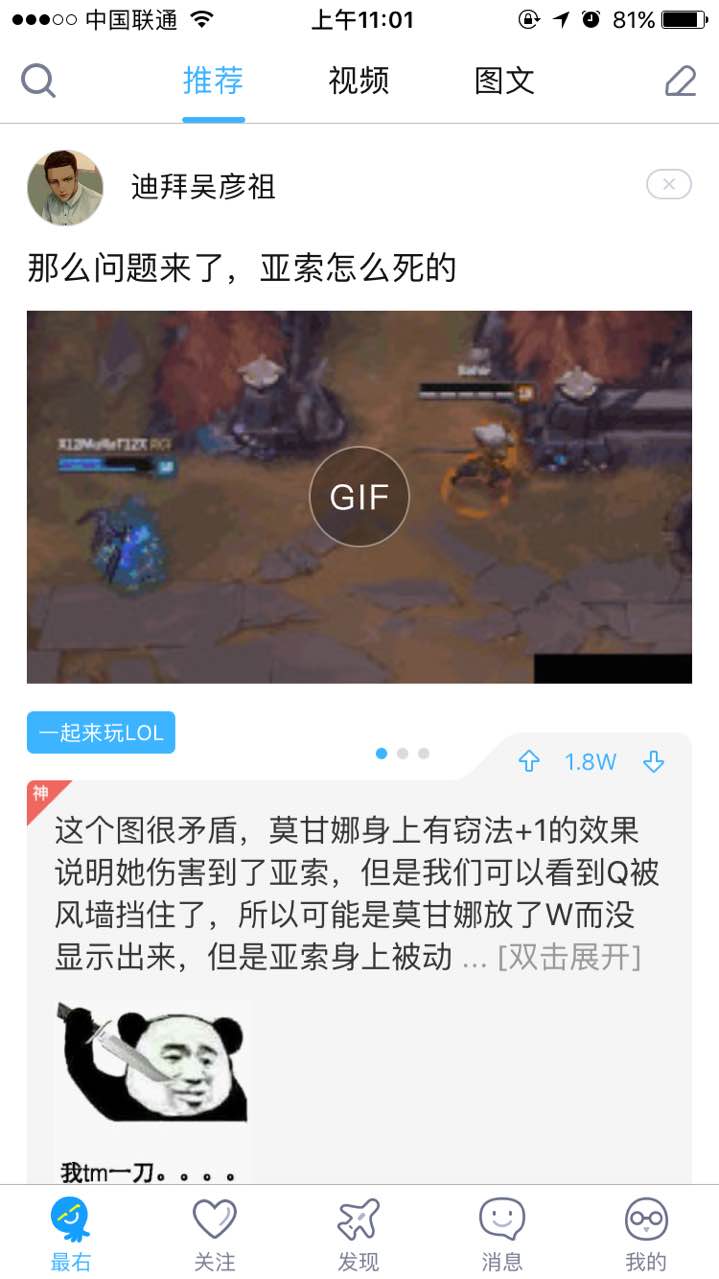 中国联通
上午11:01
81%
推荐
视频
图文
迪拜吴彦祖
那么问题来了，亚索怎么死的
GIF
一起来玩LOL
1.8W
神
这个图很矛盾，莫甘娜身上有窃法+1的效果
说明她伤害到了亚索，但是我们可以看到Q被
风墙挡住了，所以可能是莫甘娜放了W而没
显示出来，但是亚索身上被动 ... [双击展开]
我tm一刀。。。。
最右
关注
发现
消息
我的